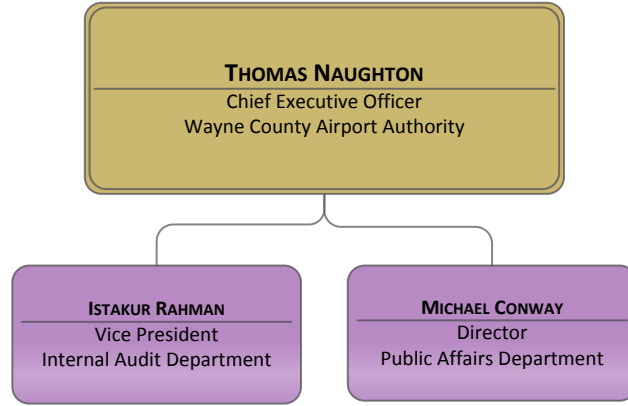 THOMAS NAUGHTON
Chief Executive Officer
Wayne County Airport Authority
ISTAKUR RAHMAN
Vice President
Internal Audit Department
MICHAEL CONWAY
Director
Public Affairs Department